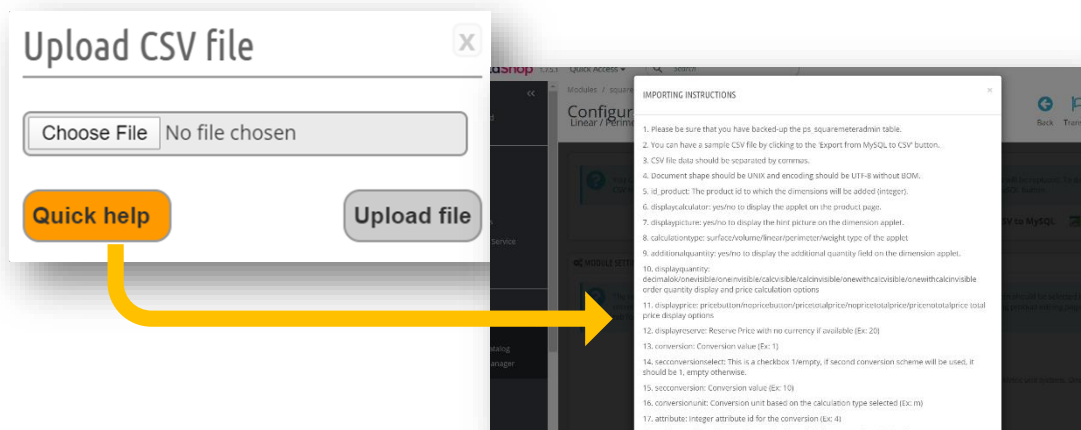 Upload CSV file
x
Choose File No file chosen
Quick help
Upload file
Quick Access
Search
Modules /
Configur
Linear / Perime
Back
IMPORTING INSTRUCTIONS
×
1. Please be sure that you have backed-up the ps_squaremeteradmin table.
2. You can have a sample CSV file by clicking to the 'Export from MySQL to CSV' button.
3. CSV file data should be separated by commas.
4. Document shape should be UNIX and encoding should be UTF-8 without BOM.
5. id_product: The product id to which the dimensions will be added (integer).
6. displaycalculator: yes/no to display the applet on the product page.
7. displaypicture: yes/no to display the hint picture on the dimension applet.
8. calculationtype: surface/volume/linear/perimeter/weight type of the applet
9. additionalquantity: yes/no to display the additional quantity field on the dimension applet.
10. displayquantity:
decimalok/onevisible/oneinvisible/calcvisible/calcinvisible/onewithcalcvisible/onewithcalcinvisible
order quantity display and price calculation options
11. displayprice: pricebutton/nopricebutton/pricetotalprice/nopricetotalprice/pricenototalprice total
price display options
12. displayreserve: Reserve Price with no currency if available (Ex: 20)
13. conversion: Conversion value (Ex: 1)
14. secconversionselect: This is a checkbox 1/empty, if second conversion scheme will be used, it
should be 1, empty otherwise.
15. secconversion: Conversion value (Ex: 10)
16. conversionunit: Conversion unit based on the calculation type selected (Ex: m)
17. attribute: Integer attribute id for the conversion (Ex: 4)
Service
SV to MySQL
MODULE SETT
atalog
anager